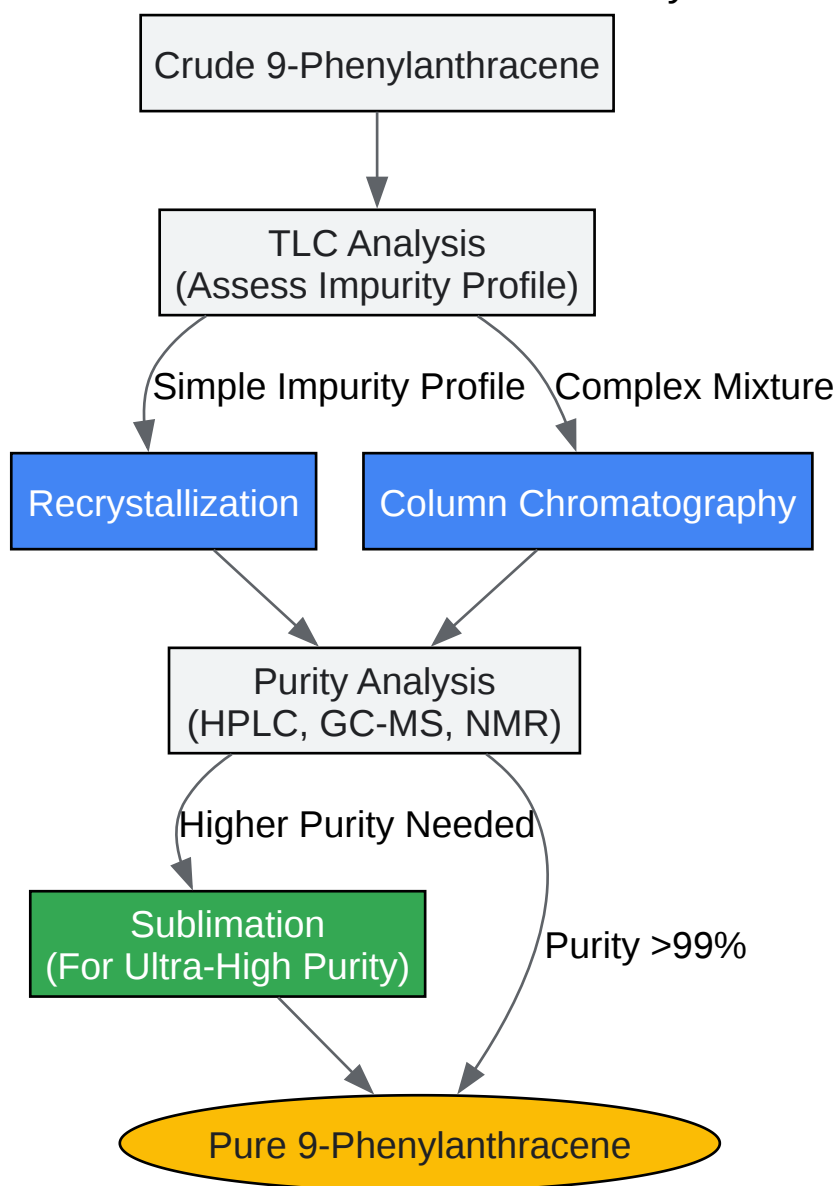 Crude 9-Phenylanthracene
TLC Analysis
(Assess Impurity Profile)
Simple Impurity Profile
Complex Mixture
Recrystallization
Column Chromatography
Purity Analysis
(HPLC, GC-MS, NMR)
Higher Purity Needed
Sublimation
(For Ultra-High Purity)
Purity >99%
Pure 9-Phenylanthracene